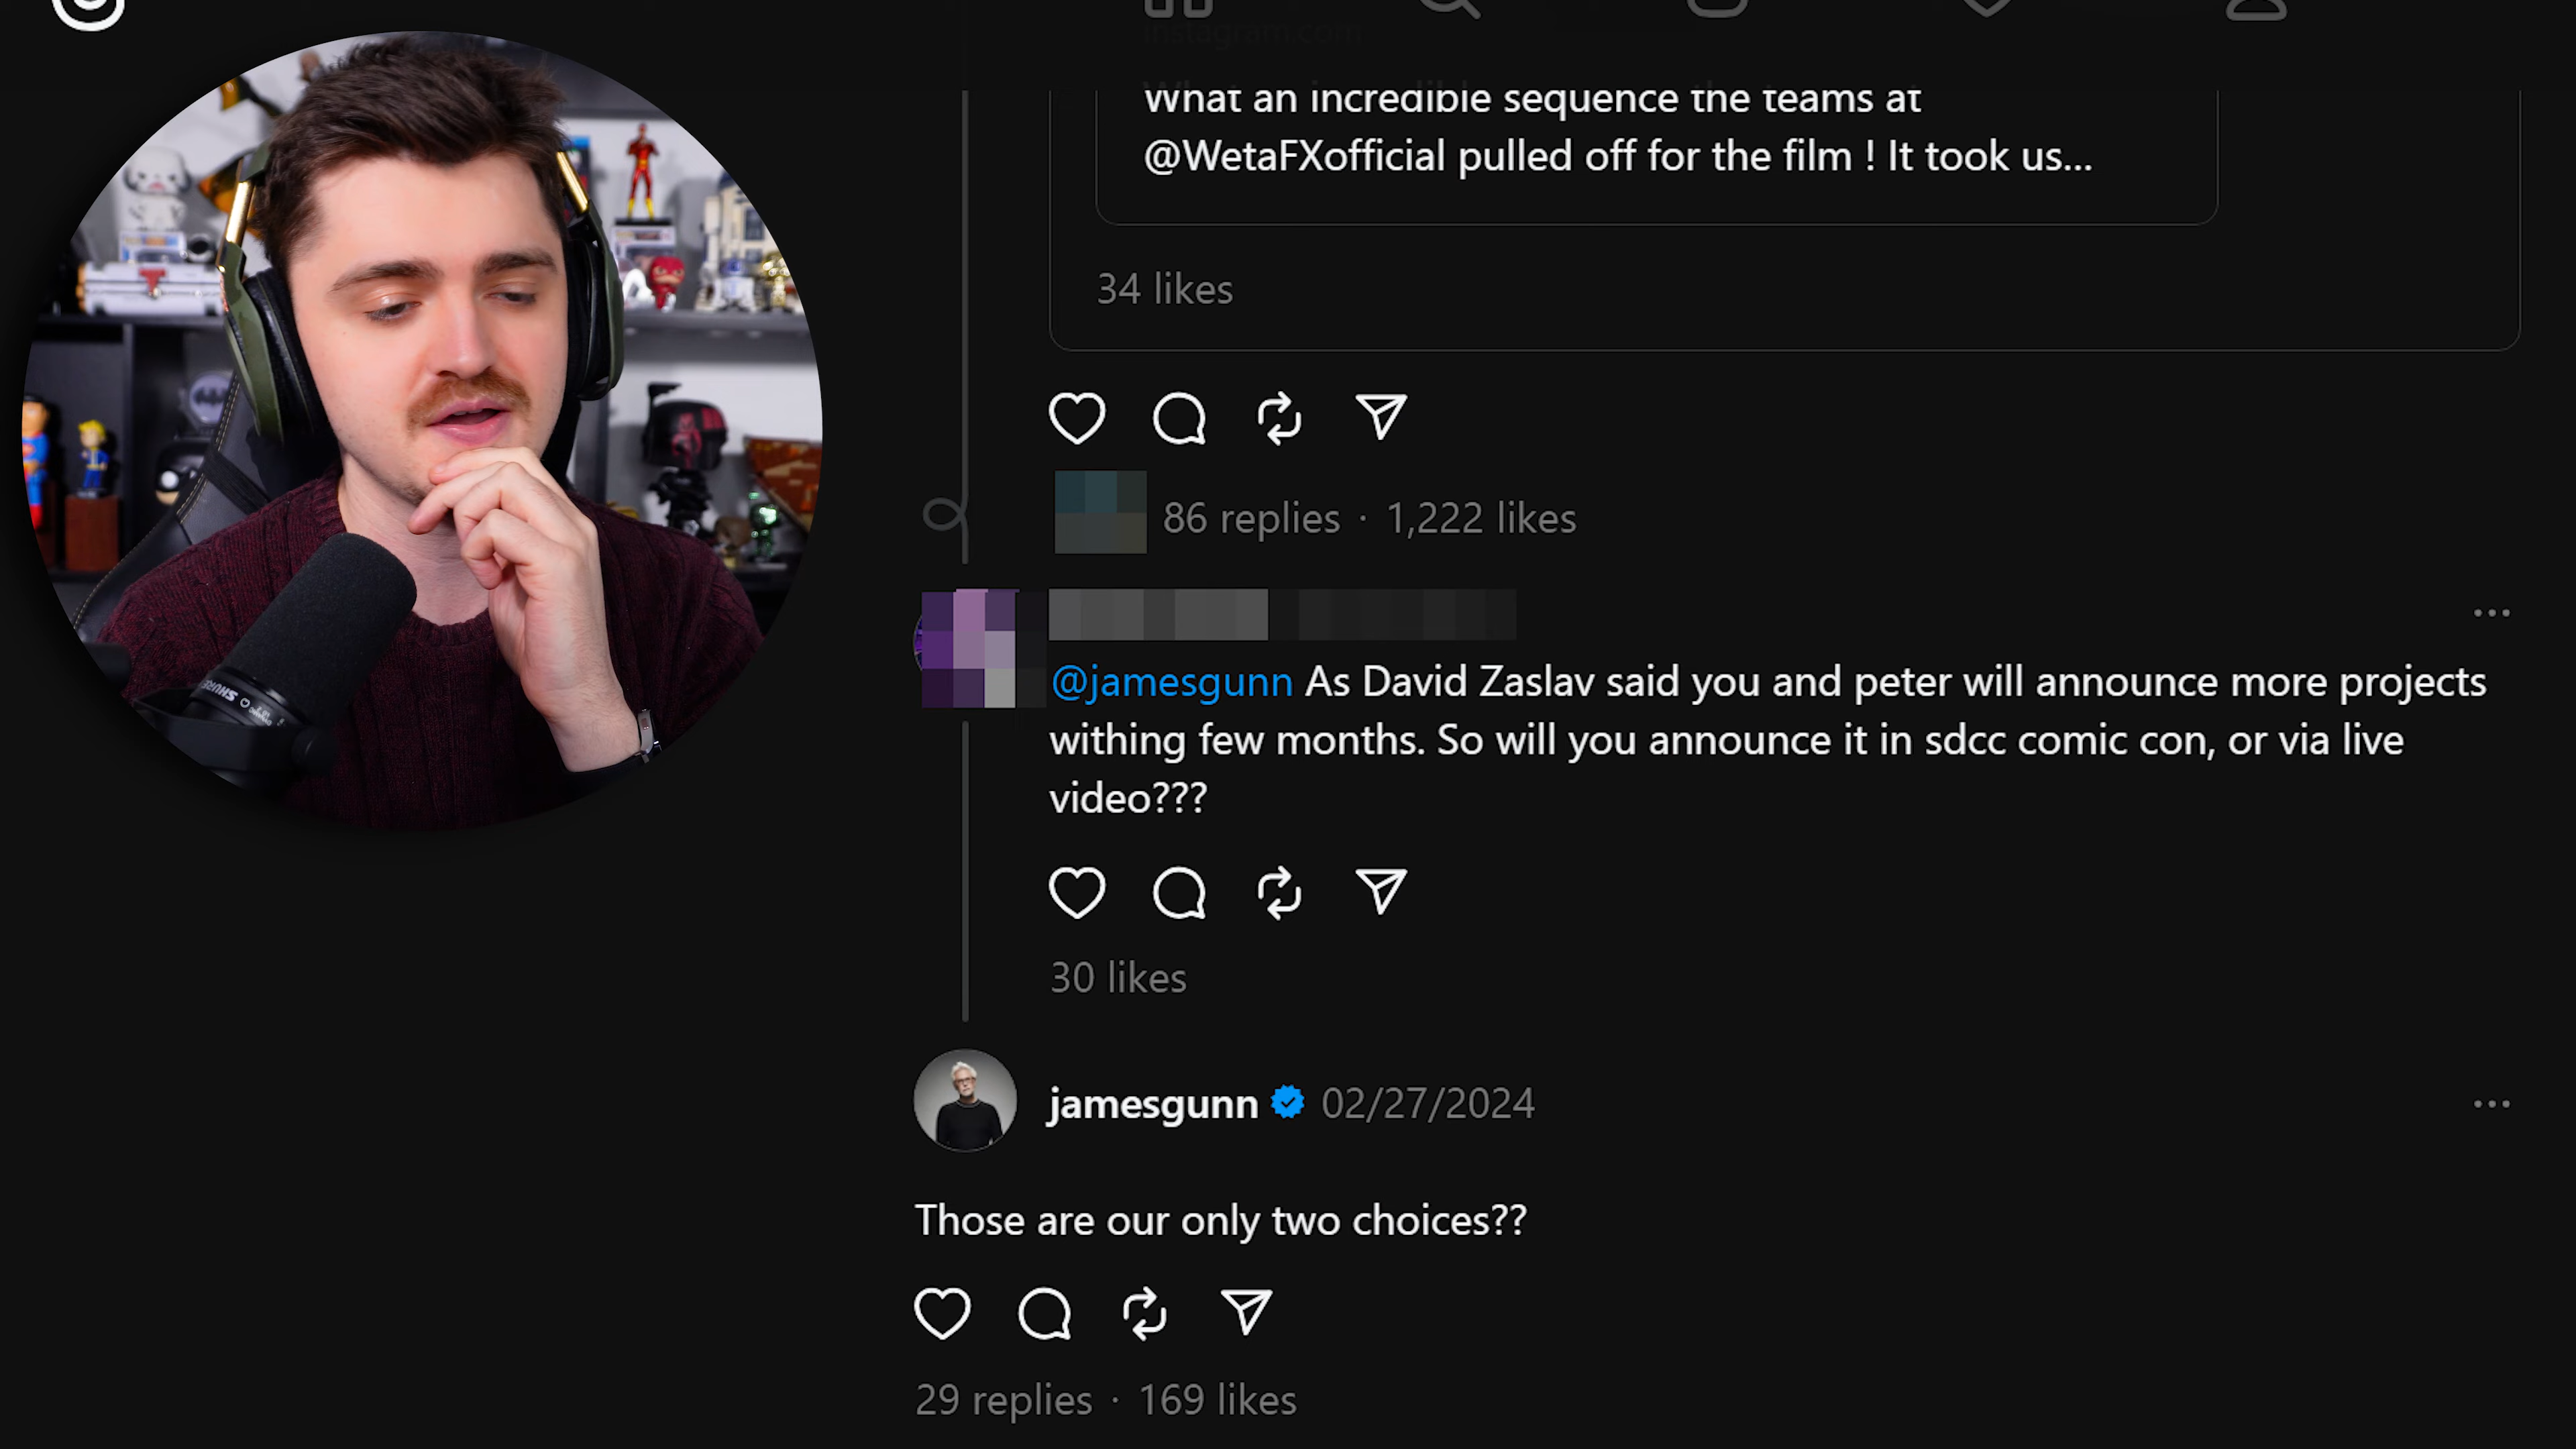 instagram.com
What an incredible sequence the teams at
@WetaFXofficial pulled off for the film ! It took us...
34 likes
86 replies · 1,222 likes
@jamesgunn As David Zaslav said you and peter will announce more projects
withing few months. So will you announce it in sdcc comic con, or via live
video???
30 likes
jamesgunn 02/27/2024
Those are our only two choices??
29 replies · 169 likes
SHURE